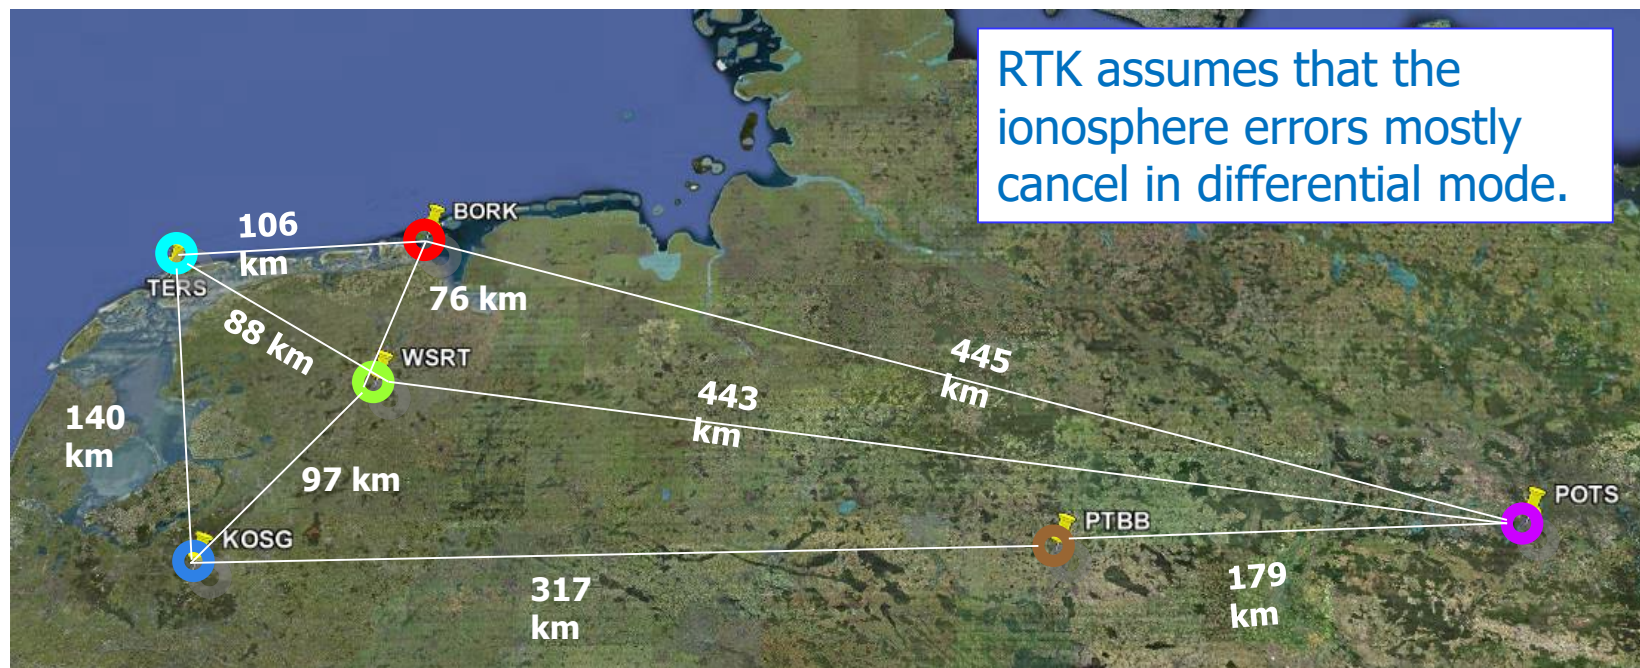 RTK assumes that the
ionosphere errors mostly
cancel in differential mode.
BORK
106
km
TERS
76 km
88 km
WSRT
445
km
443
km
140
km
97 km
POTS
PTBB
KOSG
179
km
317
km